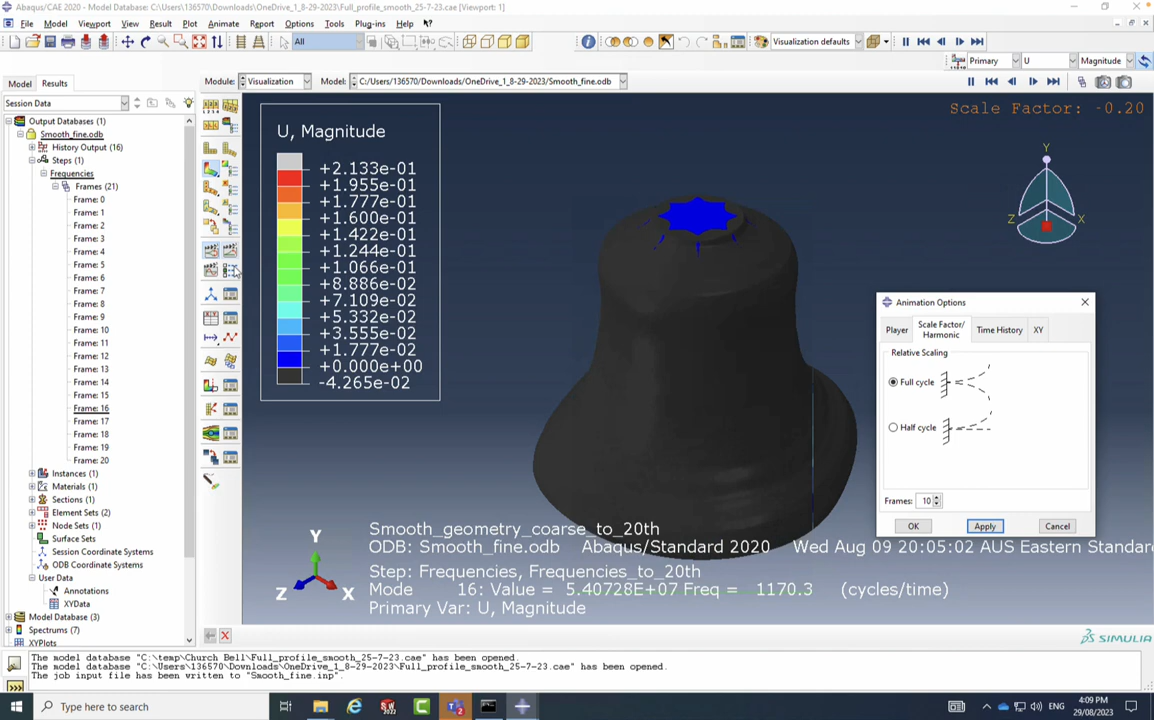 Abaqus/CAE 2020 - Model Database: C:\Users\136570\Downloads\OneDrive_1_8-29-2023\Full_profile_smooth_25-7-23.cae [Viewport: 1]
File Model Viewport View Result Plot Animate Report Options Tools Plug-ins Help
All Visualization defaults
Primary U Magnitude
Model Results Module: Visualization Model: C:/Users/136570/Downloads/OneDrive_1_8-29-2023/Smooth_fine.odb
Session Data
Output Databases (1)
Smooth_fine.odb
History Output (16)
Steps (1)
Frequencies
Frames (21)
Frame: 0
Frame: 1
Frame: 2
Frame: 3
Frame: 4
Frame: 5
Frame: 6
Frame: 7
Frame: 8
Frame: 9
Frame: 10
Frame: 11
Frame: 12
Frame: 13
Frame: 14
Frame: 15
Frame: 16
Frame: 17
Frame: 18
Frame: 19
Frame: 20
Instances (1)
Materials (1)
Sections (1)
Element Sets (2)
Node Sets (1)
Surface Sets
Session Coordinate Systems
ODB Coordinate Systems
User Data
Annotations
XYData
Model Database (3)
Spectrums (7)
XYPlots
U, Magnitude
+2.133e-01
+1.955e-01
+1.777e-01
+1.600e-01
+1.422e-01
+1.244e-01
+1.066e-01
+8.886e-02
+7.109e-02
+5.332e-02
+3.555e-02
+1.777e-02
+0.000e+00
-4.265e-02
Scale Factor: -0.20
Y
Z X
Animation Options
Player Scale Factor/Harmonic Time History XY
Relative Scaling
Full cycle
Half cycle
Frames: 10
OK Apply Cancel
Y
Z X
Smooth_geometry_coarse_to_20th
ODB: Smooth_fine.odb Abaqus/Standard 2020 Wed Aug 09 20:05:02 AUS Eastern Standard
Step: Frequencies, Frequencies_to_20th
Mode 16: Value = 5.40728E+07 Freq = 1170.3 (cycles/time)
Primary Var: U, Magnitude
SIMULIA
The model database "C:\temp\Church Bell\Full_profile_smooth_25-7-23.cae" has been opened.
The model database "C:\Users\136570\Downloads\OneDrive_1_8-29-2023\Full_profile_smooth_25-7-23.cae" has been opened.
The job input file has been written to "Smooth_fine.inp".
Type here to search
ENG
4:09 PM
29/08/2023